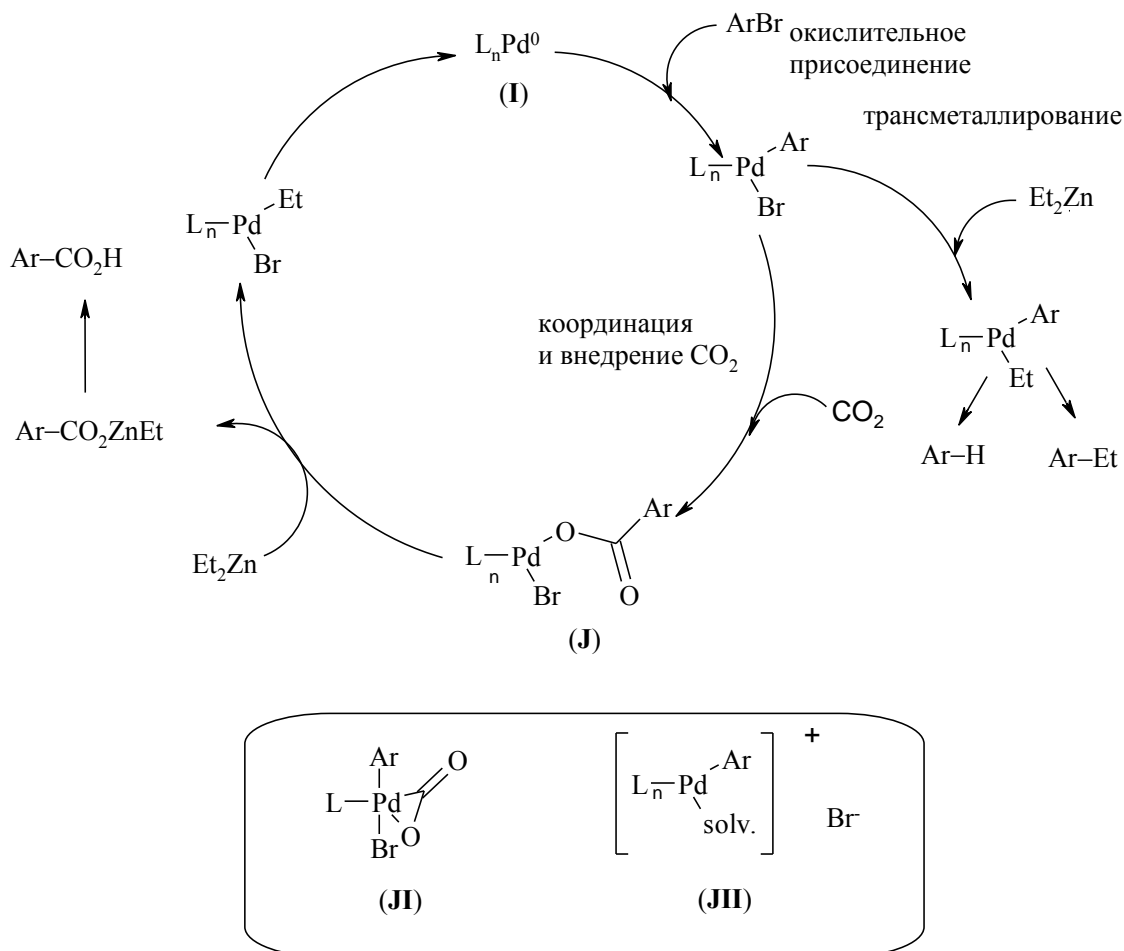 LnPd⁰
(I)
ArBr
окислительное
присоединение
трансметаллирование
Ln Pd Ar
Br
Et₂Zn
Ln Pd Et
Br
Ar–CO₂H
координация
и внедрение CO₂
Ln Pd Ar
Et
CO₂
Ar–CO₂ZnEt
Ar–H
Ar–Et
Et₂Zn
Ln Pd O Ar
Br O
(J)
Ar O
L Pd
Br O
(JI)
Ln Pd Ar
solv.
+
Br⁻
(JII)